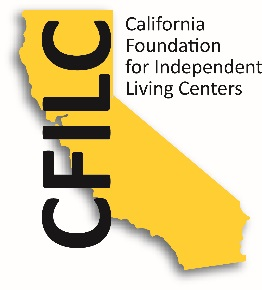 CFILC
California
Foundation
for Independent
Living Centers